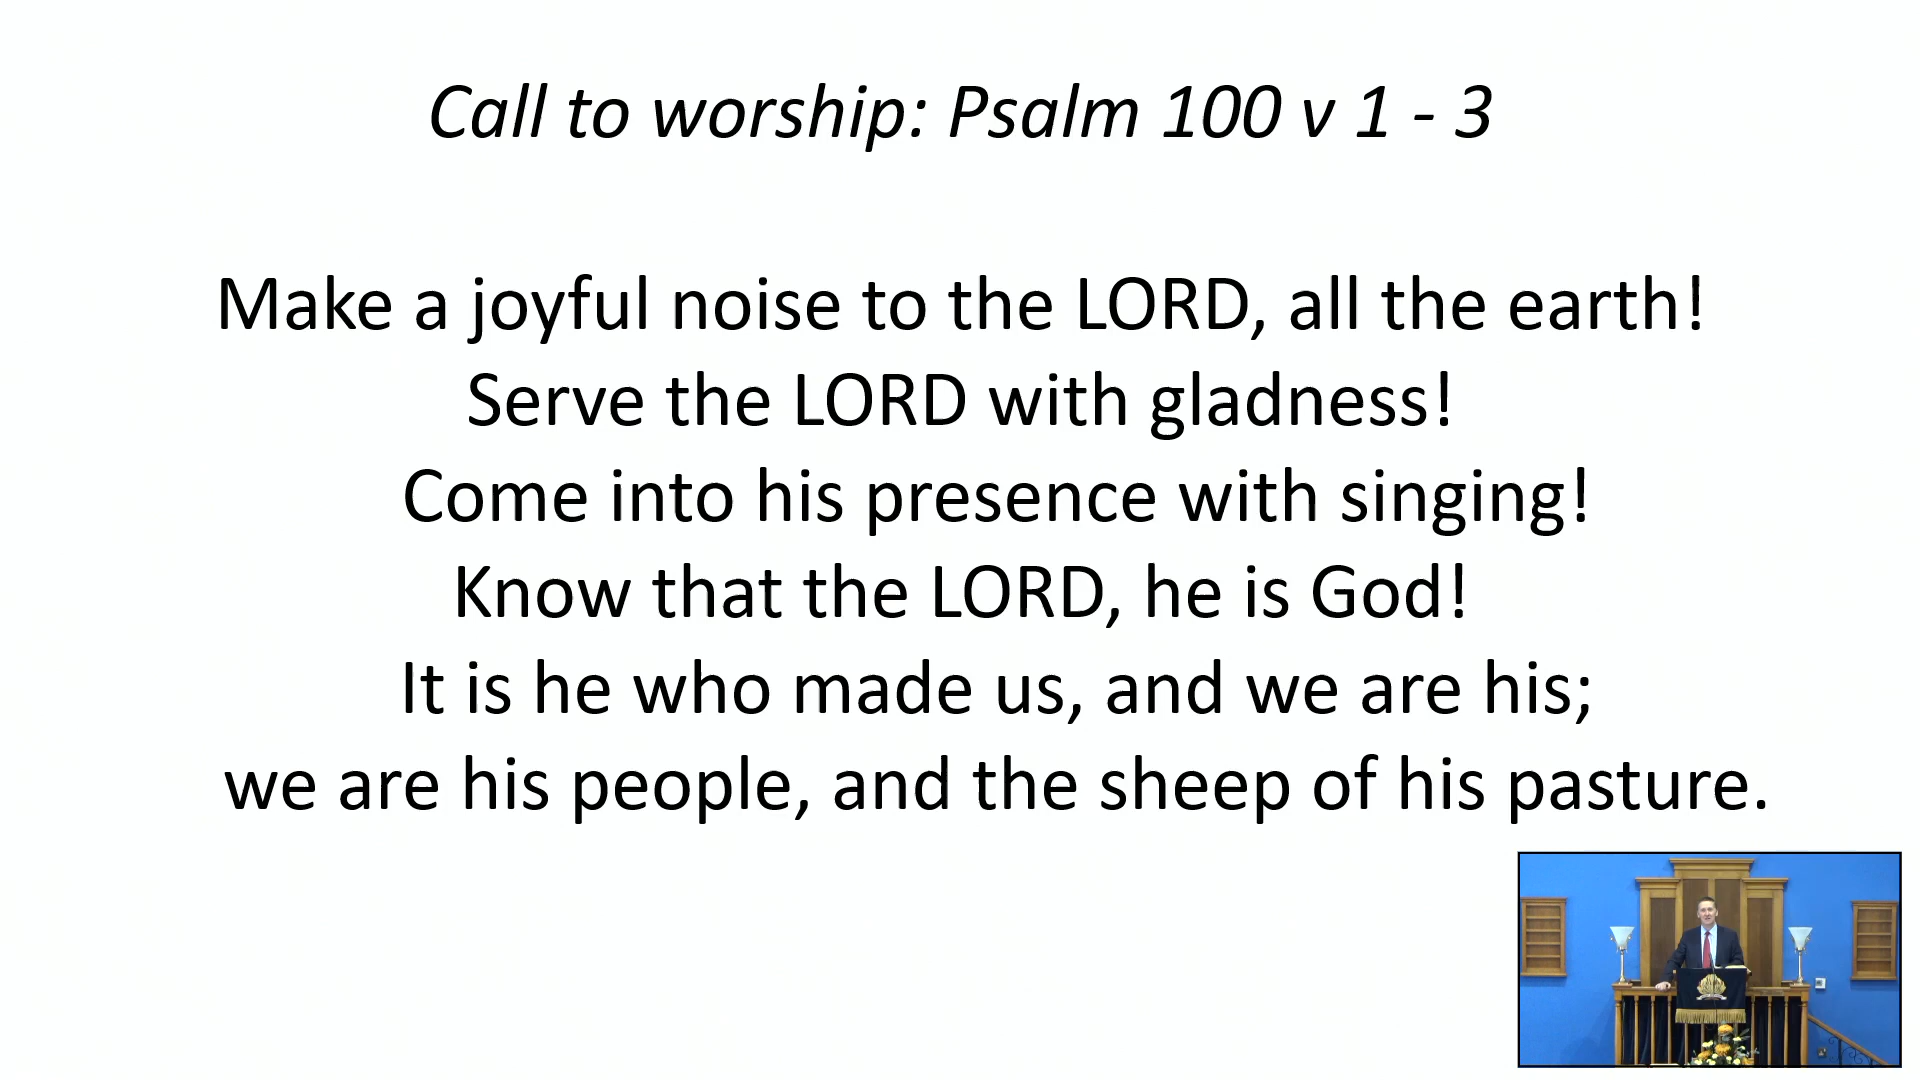 Call to worship: Psalm 100 v 1 - 3
Make a joyful noise to the LORD, all the earth!
Serve the LORD with gladness!
Come into his presence with singing!
Know that the LORD, he is God!
It is he who made us, and we are his;
we are his people, and the sheep of his pasture.